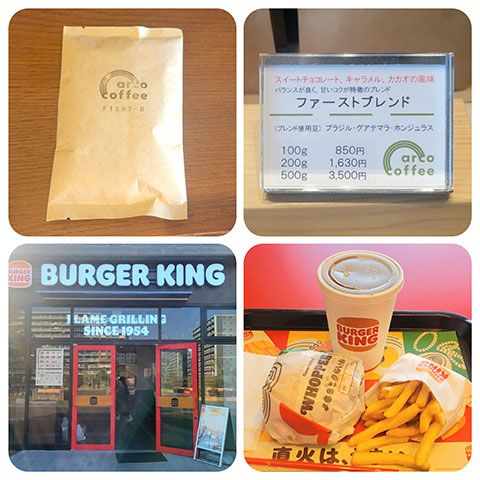 arco
coffee
FIRST-B
スイートチョコレート、キャラメル、カカオの風味
バランスが良く、甘いコクが特徴のブレンド
ファーストブレンド
(ブレンド使用豆) ブラジル・グアテマラ・ホンジュラス
100g 850円
200g 1,630円
500g 3,500円
arco
coffee
BURGER
KING
BURGER KING
FLAME GRILLING
SINCE 1954
BURGER
KING
WHOPPER
BURGER
KING
直火は、